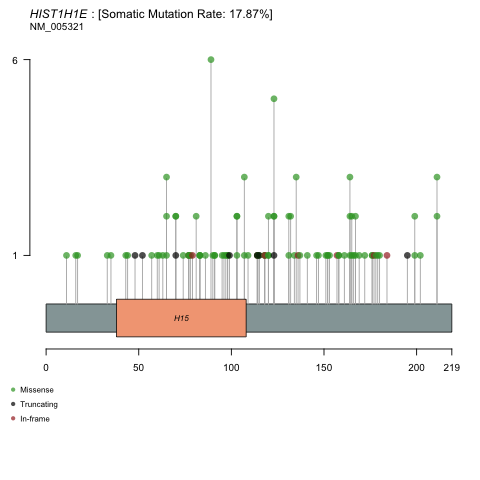 HIST1H1E : [Somatic Mutation Rate: 17.87%]
NM_005321
6
1
H15
0 50 100 150 200 219
Missense
Truncating
In-frame